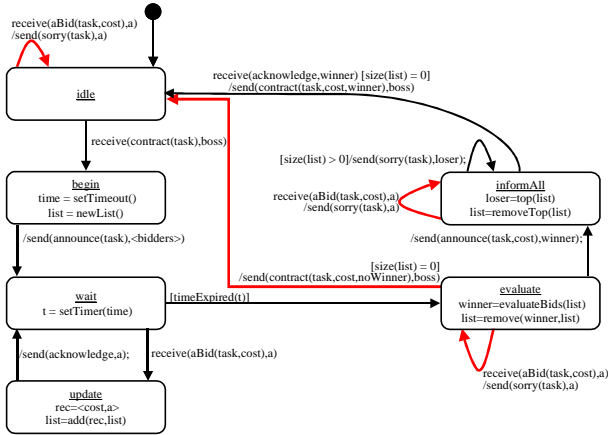 receive(aBid(task,cost),a)
/send(sorry(task),a)
idle
receive(acknowledge,winner) [size(list) = 0]
/send(contract(task,cost,winner),boss)
receive(contract(task),boss)
[size(list) > 0]/send(sorry(task),loser);
begin
time = setTimeout()
list = newList()
informAll
loser=top(list)
list=removeTop(list)
receive(aBid(task,cost),a)
/send(sorry(task),a)
/send(announce(task),<bidders>)
/send(announce(task,cost),winner);
[size(list) = 0]
/send(contract(task,cost,noWinner),boss)
wait
t = setTimer(time)
[timeExpired(t)]
evaluate
winner=evaluateBids(list)
list=remove(winner,list)
/send(acknowledge,a);
receive(aBid(task,cost),a)
receive(aBid(task,cost),a)
/send(sorry(task),a)
update
rec=<cost,a>
list=add(rec,list)